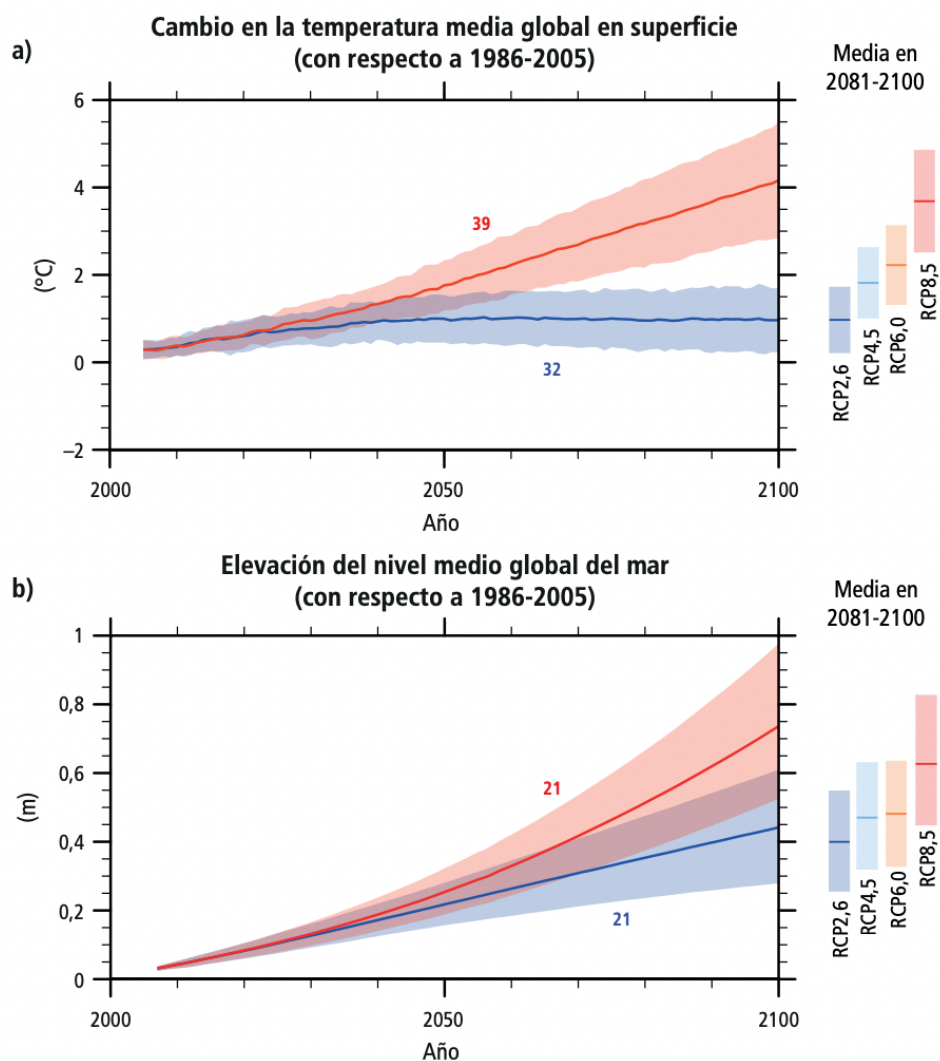 a)
Cambio en la temperatura media global en superficie
(con respecto a 1986-2005)
Media en
2081-2100
6
4
2
0
–2
(°C)
39
32
2000
2050
2100
Año
RCP2,6
RCP4,5
RCP6,0
RCP8,5
b)
Elevación del nivel medio global del mar
(con respecto a 1986-2005)
Media en
2081-2100
1
0,8
0,6
0,4
0,2
0
(m)
21
21
2000
2050
2100
Año
RCP2,6
RCP4,5
RCP6,0
RCP8,5